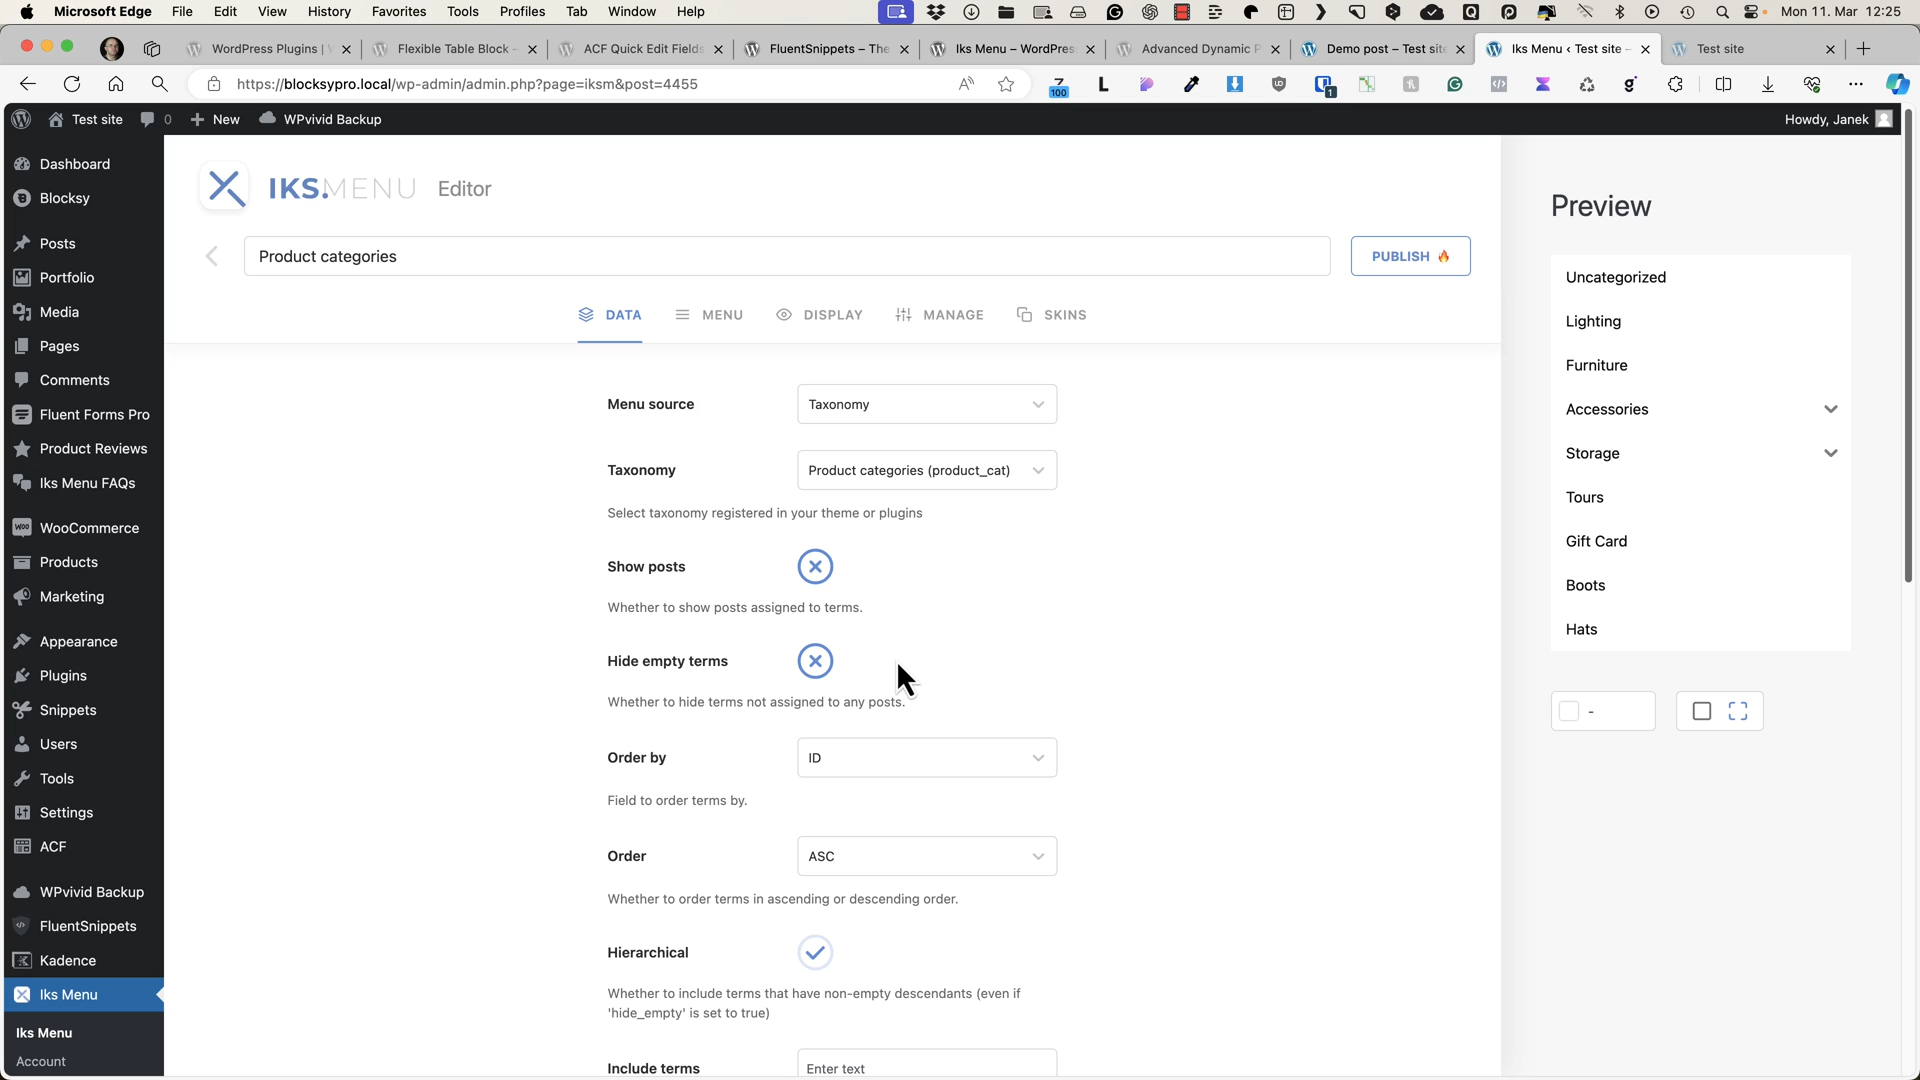 Microsoft Edge File Edit View History Favorites Tools Profiles Tab Window Help Mon 11. Mar 12:25
WordPress Plugins | Flexible Table Block - ACF Quick Edit Fields FluentSnippets – The Iks Menu – WordPres Advanced Dynamic P Demo post – Test site Iks Menu ‹ Test site - Test site
https://blocksypro.local/wp-admin/admin.php?page=iksm&post=4455
100
1
Test site 0 New WPvivid Backup Howdy, Janek
Dashboard
Blocksy
Posts
Portfolio
Media
Pages
Comments
Fluent Forms Pro
Product Reviews
Iks Menu FAQs
WooCommerce
Products
Marketing
Appearance
Plugins
Snippets
Users
Tools
Settings
ACF
WPvivid Backup
FluentSnippets
Kadence
Iks Menu
Iks Menu
Account
IKS.MENU Editor
Product categories
PUBLISH
DATA MENU DISPLAY MANAGE SKINS
Menu source Taxonomy
Taxonomy Product categories (product_cat)
Select taxonomy registered in your theme or plugins
Show posts
Whether to show posts assigned to terms.
Hide empty terms
Whether to hide terms not assigned to any posts.
Order by ID
Field to order terms by.
Order ASC
Whether to order terms in ascending or descending order.
Hierarchical
Whether to include terms that have non-empty descendants (even if
'hide_empty' is set to true)
Include terms Enter text
Preview
Uncategorized
Lighting
Furniture
Accessories
Storage
Tours
Gift Card
Boots
Hats
-